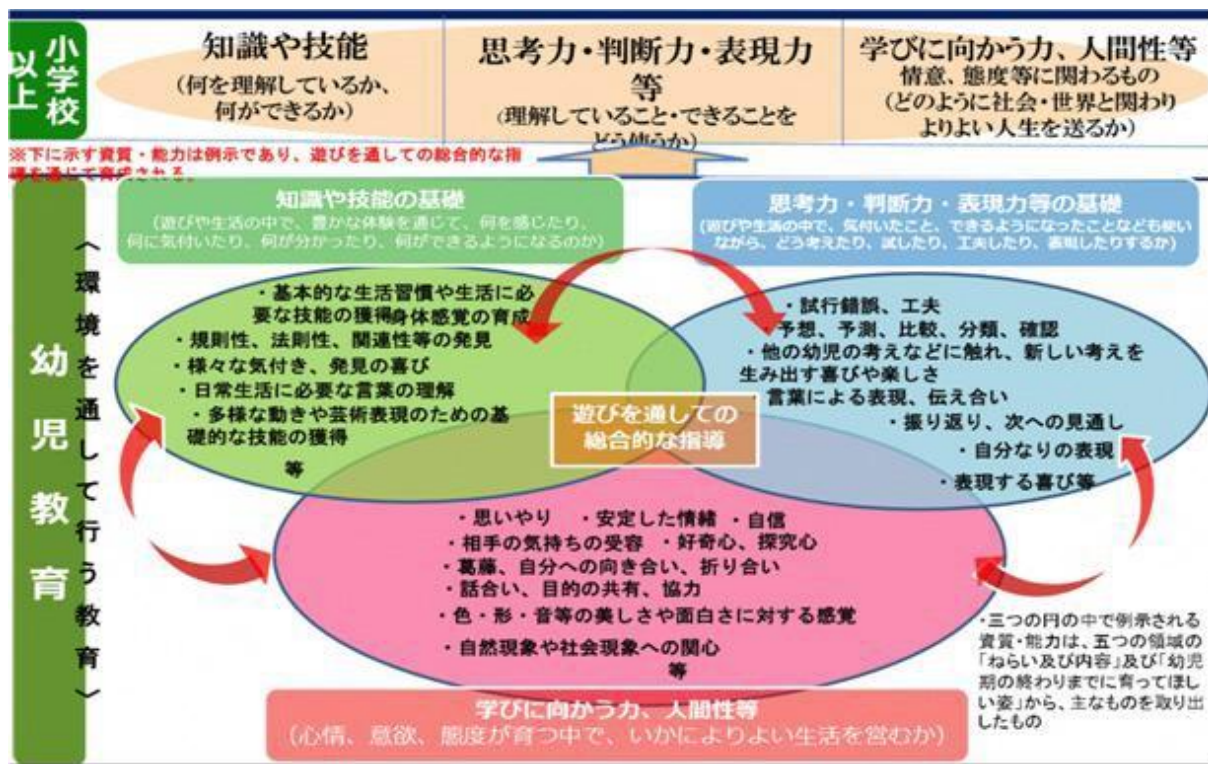 小学校
以上
知識や技能
(何を理解しているか、
何ができるか)
思考力・判断力・表現力
等
(理解していること・できることを
どう使うか)
学びに向かう力、人間性等
情意、態度等に関わるもの
(どのように社会・世界と関わり
よりよい人生を送るか)
※下に示す資質・能力は例示であり、遊びを通しての総合的な指
導を通じて育成される。
幼児教育
〈環境を通して行う教育〉
知識や技能の基礎
(遊びや生活の中で、豊かな体験を通じて、何を感じたり、
何に気付いたり、何が分かったり、何ができるようになるのか)
思考力・判断力・表現力等の基礎
(遊びや生活の中で、気付いたこと、できるようになったことなども使い
ながら、どう考えたり、試したり、工夫したり、表現したりするか)
・基本的な生活習慣や生活に必
要な技能の獲得 ・身体感覚の育成
・規則性、法則性、関連性等の発見
・様々な気付き、発見の喜び
・日常生活に必要な言葉の理解
・多様な動きや芸術表現のための基
礎的な技能の獲得
等
・試行錯誤、工夫
・予想、予測、比較、分類、確認
・他の幼児の考えなどに触れ、新しい考えを
生み出す喜びや楽しさ
・言葉による表現、伝え合い
・振り返り、次への見通し
・自分なりの表現
・表現する喜び等
遊びを通しての
総合的な指導
・思いやり ・安定した情緒 ・自信
・相手の気持ちの受容 ・好奇心、探究心
・葛藤、自分への向き合い、折り合い
・話合い、目的の共有、協力
・色・形・音等の美しさや面白さに対する感覚
・自然現象や社会現象への関心
等
・三つの円の中で例示される
資質・能力は、五つの領域の
「ねらい及び内容」及び「幼児
期の終わりまでに育ってほし
い姿」から、主なものを取り出
したもの
学びに向かう力、人間性等
(心情、意欲、態度が育つ中で、いかによりよい生活を営むか)